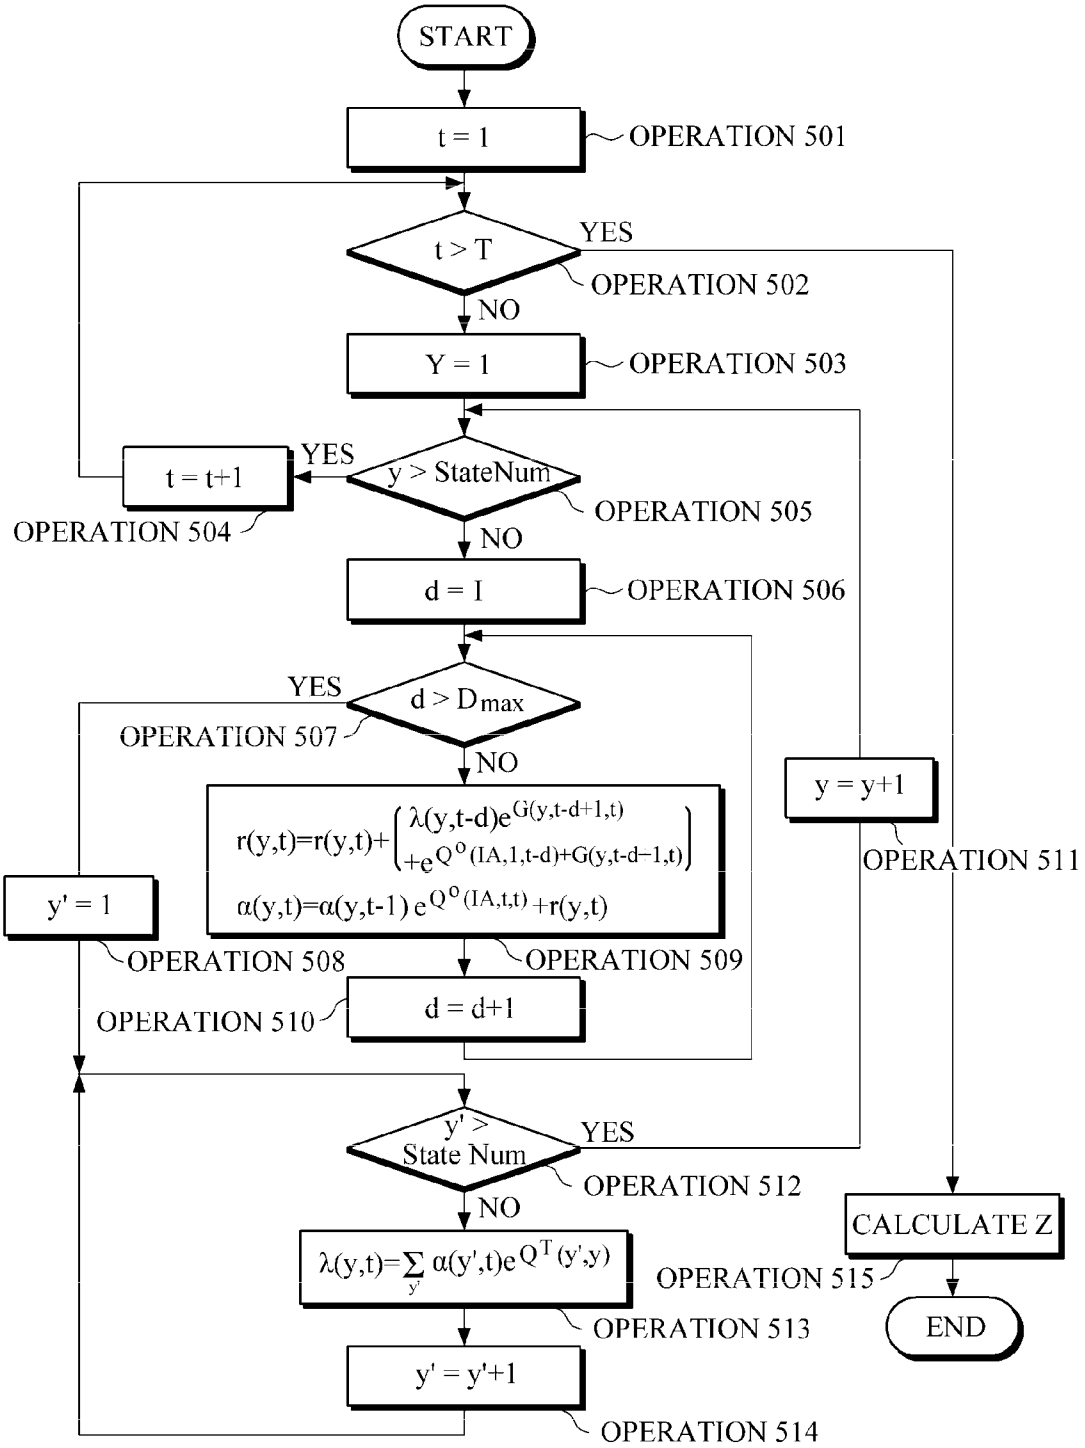 START
t = 1
OPERATION 501
t > T
YES
OPERATION 502
NO
Y = 1
OPERATION 503
y > StateNum
YES
t = t+1
OPERATION 504
OPERATION 505
NO
d = I
OPERATION 506
d > Dmax
YES
OPERATION 507
NO
y = y+1
OPERATION 511
r(y,t)=r(y,t)+(λ(y,t-d)e^G(y,t-d+1,t)
+e^Q^o(IA,1,t-d)+G(y,t-d+1,t))
α(y,t)=α(y,t-1) e^Q^o(IA,t,t)+r(y,t)
y' = 1
OPERATION 508
OPERATION 509
d = d+1
OPERATION 510
y' >
State Num
YES
OPERATION 512
NO
λ(y,t)=∑y' α(y',t)e^Q^T(y',y)
OPERATION 513
y' = y'+1
OPERATION 514
CALCULATE Z
OPERATION 515
END